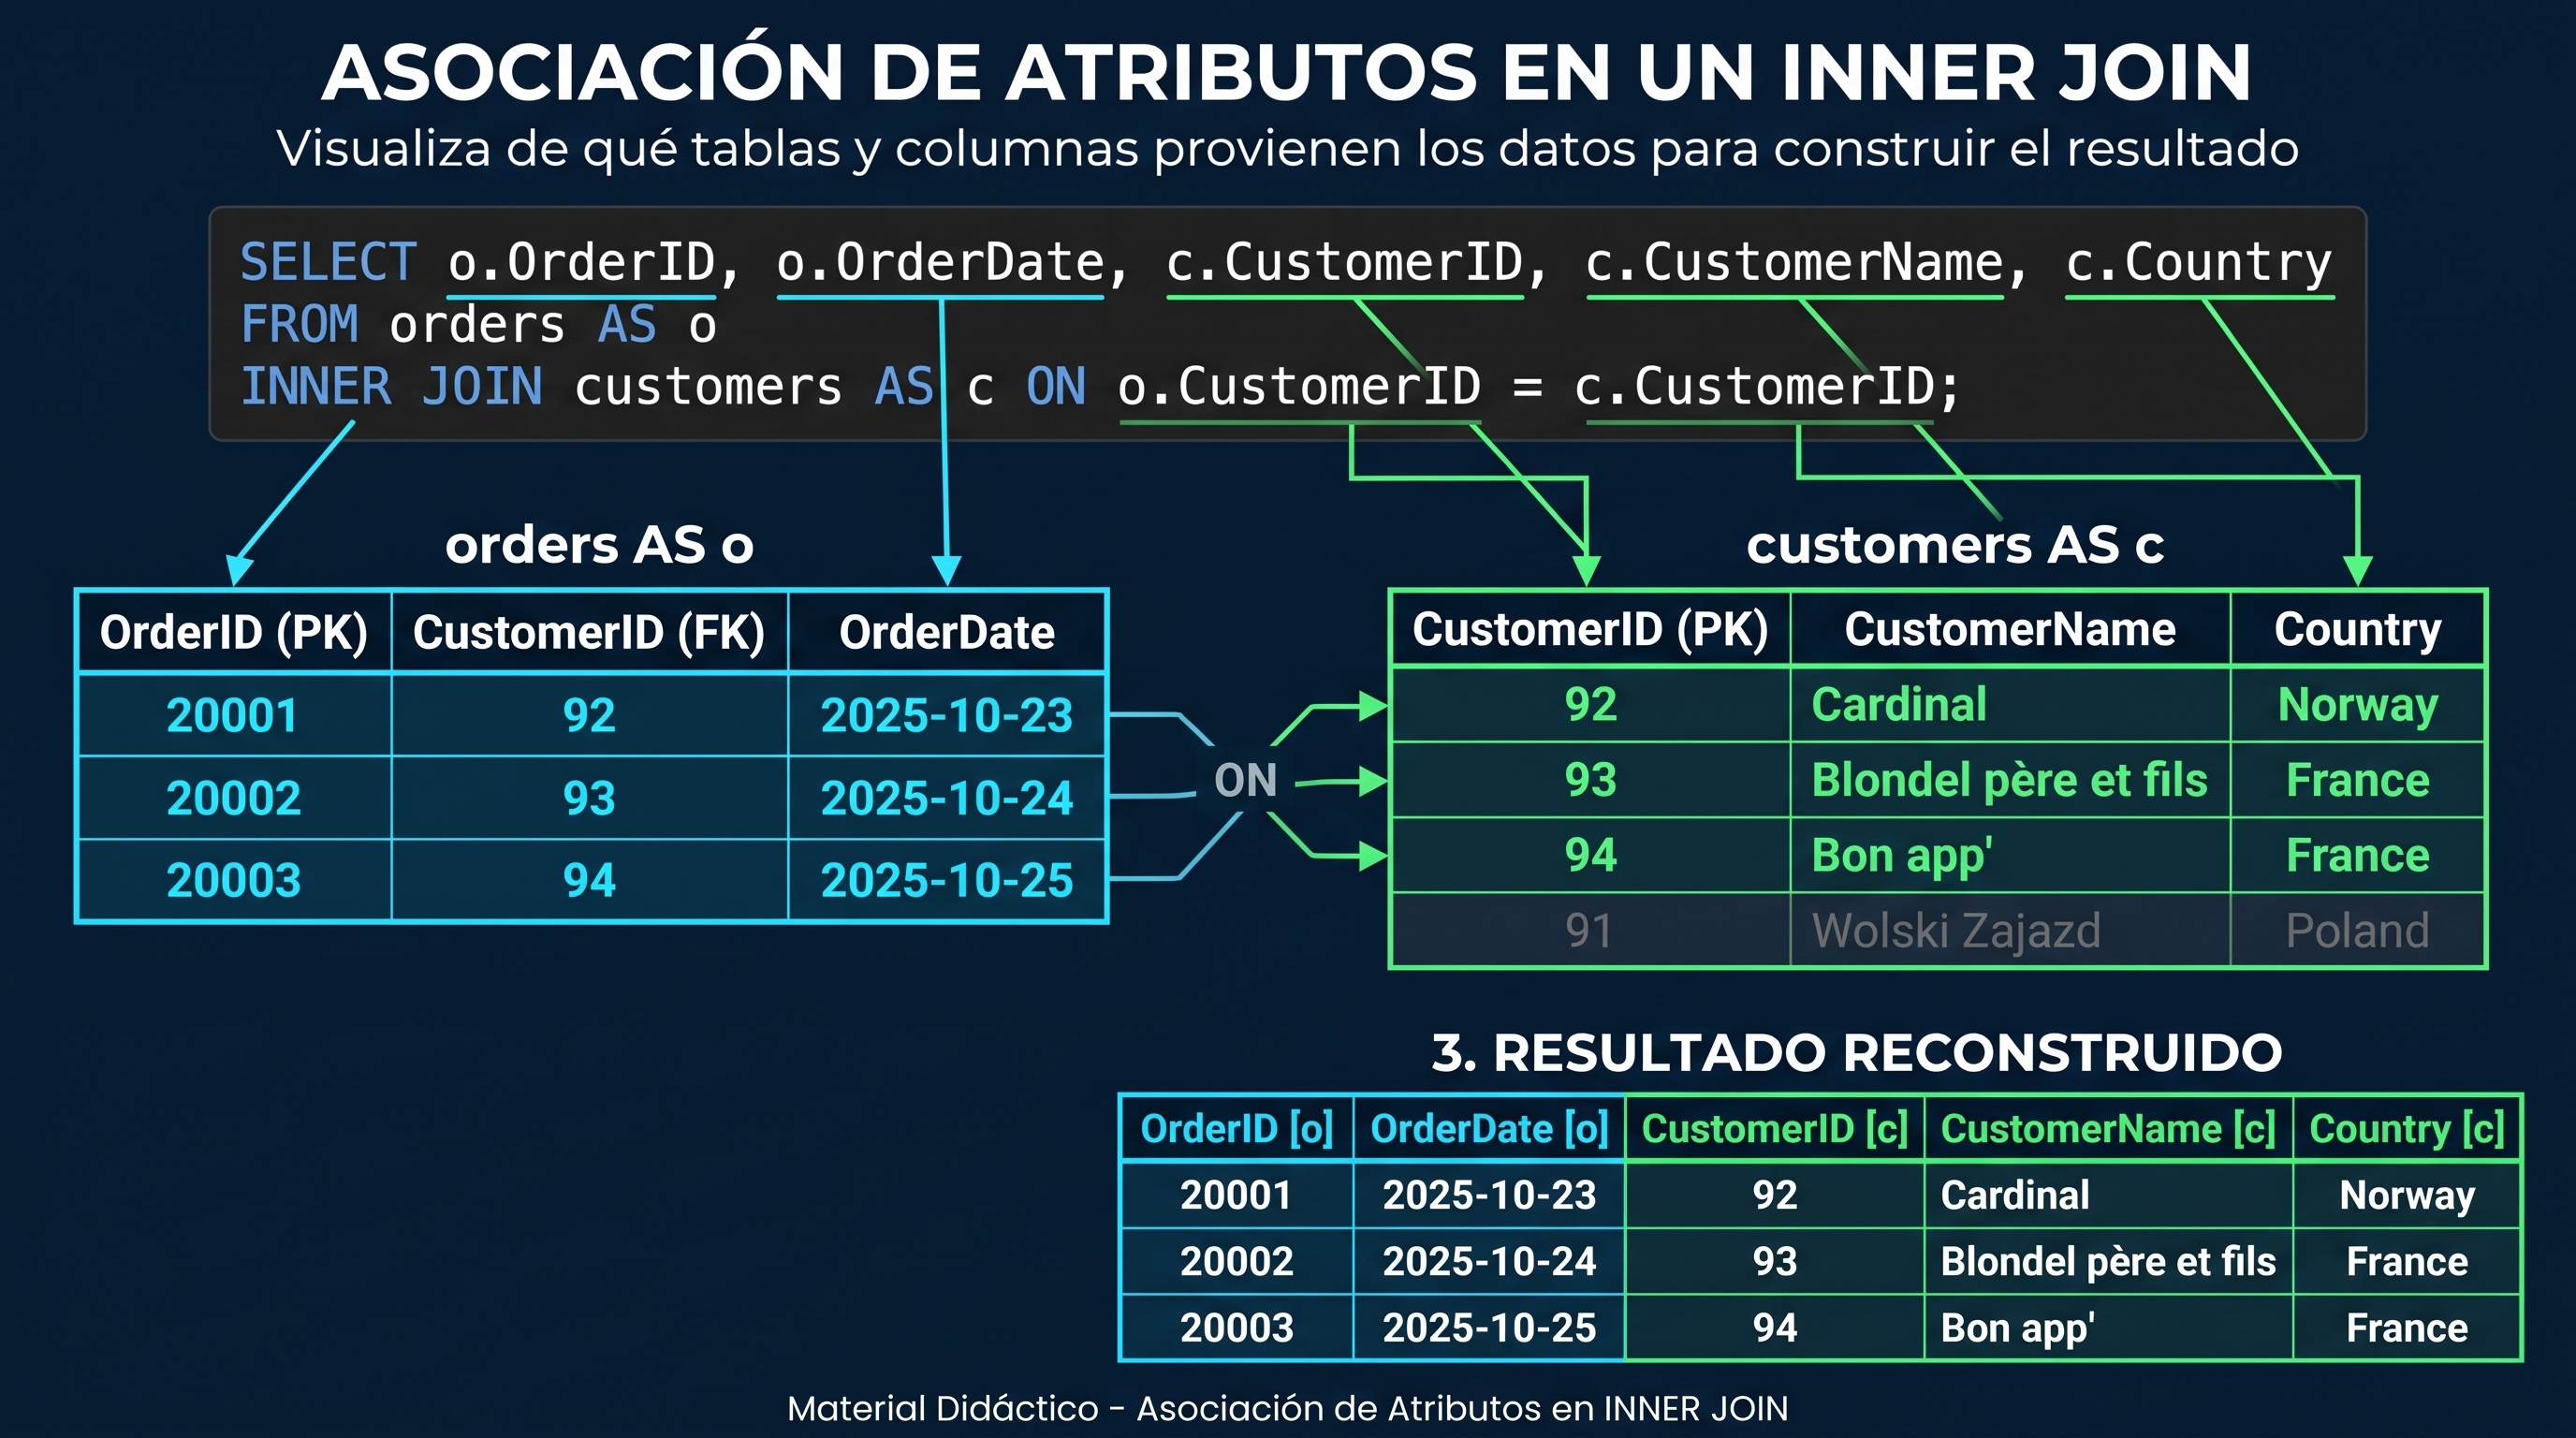 ASOCIACIÓN DE ATRIBUTOS EN UN INNER JOIN
Visualiza de qué tablas y columnas provienen los datos para construir el resultado
SELECT o.OrderID, o.OrderDate, c.CustomerID, c.CustomerName, c.Country
FROM orders AS o
INNER JOIN customers AS c ON o.CustomerID = c.CustomerID;
orders AS o
OrderID (PK) CustomerID (FK) OrderDate
20001 92 2025-10-23
20002 93 2025-10-24
20003 94 2025-10-25
ON
customers AS c
CustomerID (PK) CustomerName Country
92 Cardinal Norway
93 Blondel père et fils France
94 Bon app' France
91 Wolski Zajazd Poland
3. RESULTADO RECONSTRUIDO
OrderID [o] OrderDate [o] CustomerID [c] CustomerName [c] Country [c]
20001 2025-10-23 92 Cardinal Norway
20002 2025-10-24 93 Blondel père et fils France
20003 2025-10-25 94 Bon app' France
Material Didáctico - Asociación de Atributos en INNER JOIN